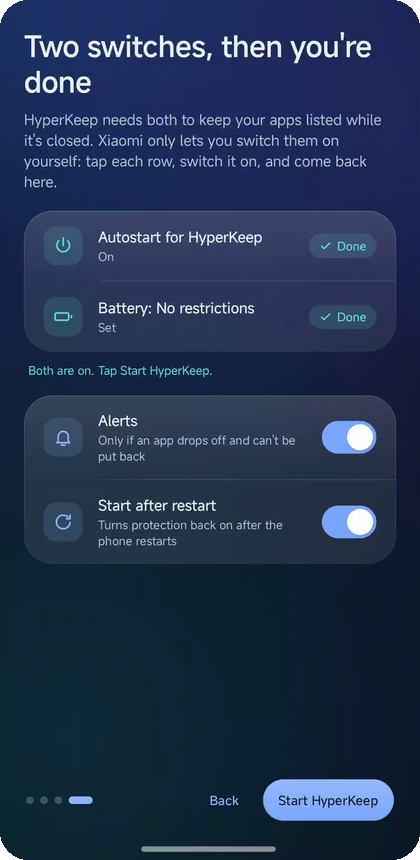 Two switches, then you're
done
HyperKeep needs both to keep your apps listed while
it's closed. Xiaomi only lets you switch them on
yourself: tap each row, switch it on, and come back
here.
Autostart for HyperKeep
On
Done
Battery: No restrictions
Set
Done
Both are on. Tap Start HyperKeep.
Alerts
Only if an app drops off and can't be
put back
Start after restart
Turns protection back on after the
phone restarts
Back
Start HyperKeep